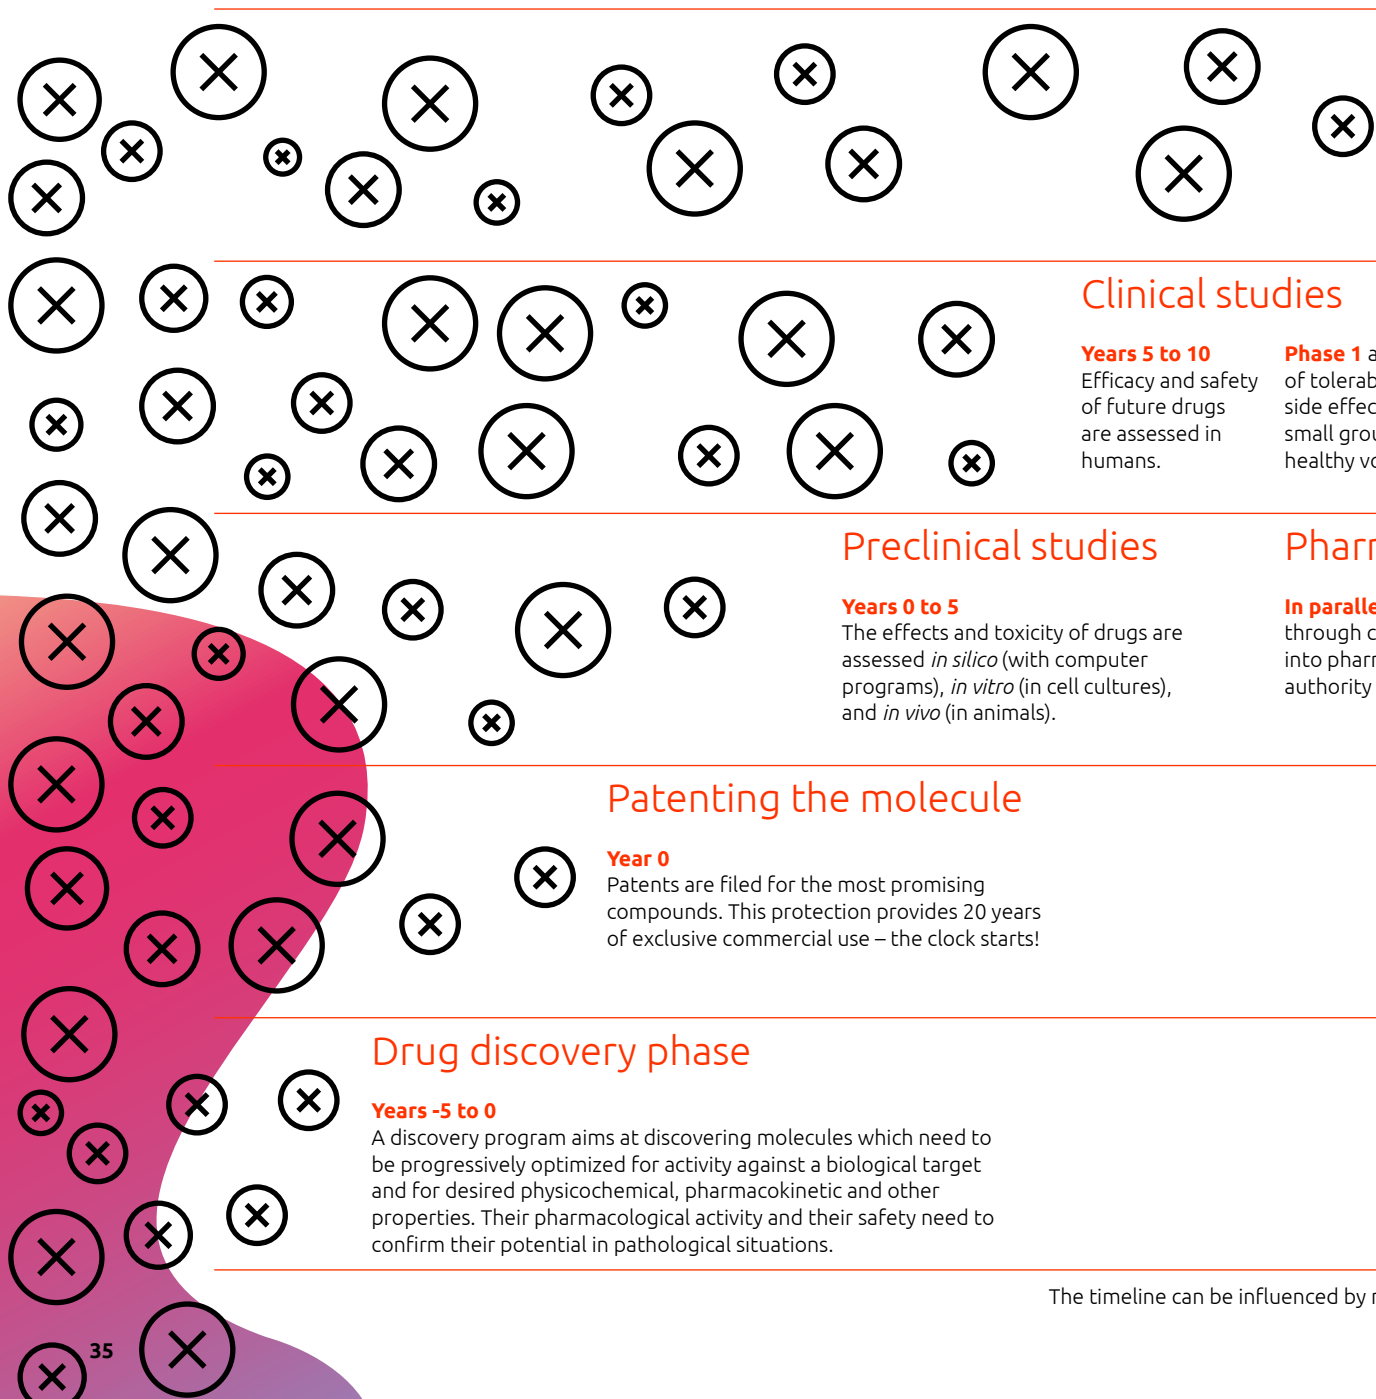 Clinical studies
Years 5 to 10
Efficacy and safety
of future drugs
are assessed in
humans.
Phase 1
of
side
small
healthy
Preclinical studies
Years 0 to 5
The effects and toxicity of drugs are
assessed in silico (with computer
programs), in vitro (in cell cultures),
and in vivo (in animals).
In
through
into
authority
Patenting the molecule
Year 0
Patents are filed for the most promising
compounds. This protection provides 20 years
of exclusive commercial use – the clock starts!
Drug discovery phase
Years -5 to 0
A discovery program aims at discovering molecules which need to
be progressively optimized for activity against a biological target
and for desired physicochemical, pharmacokinetic and other
properties. Their pharmacological activity and their safety need to
confirm their potential in pathological situations.
The timeline can be influenced by
35